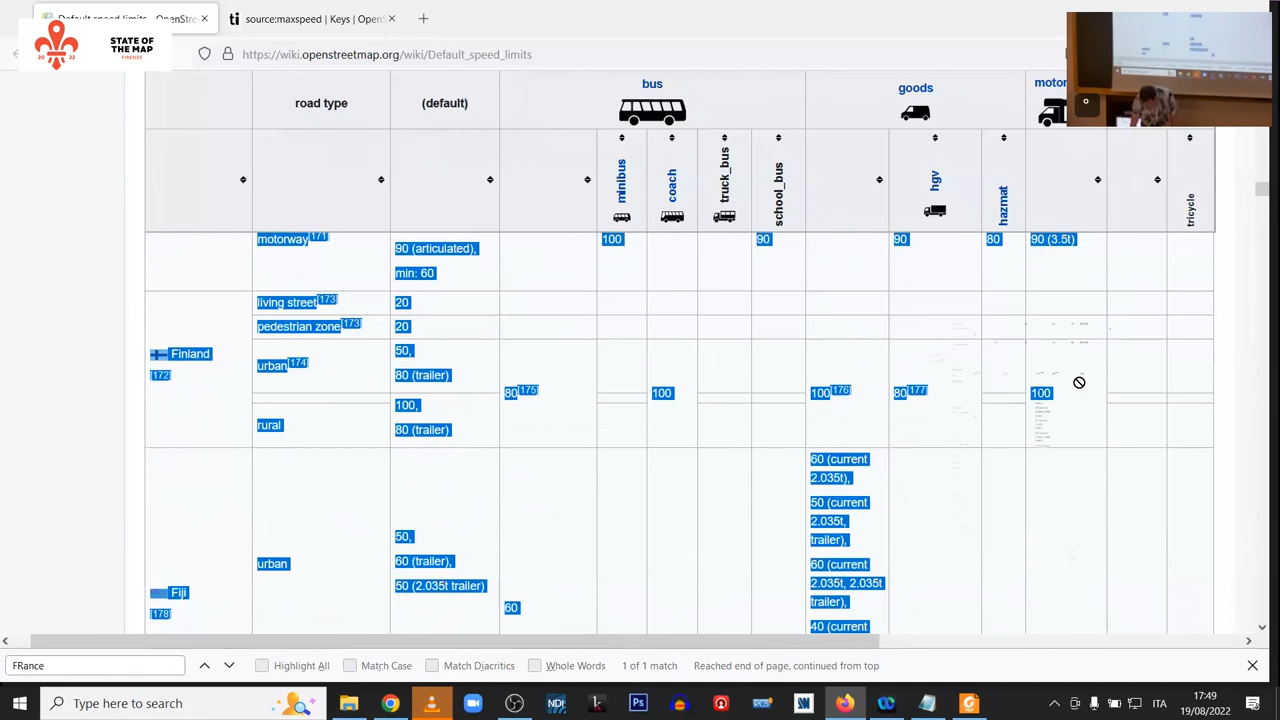 Default speed limits - OpenStre
source:maxspeed | Keys | OpenS
STATE OF
THE MAP
20 22
FIRENZE
https://wiki.openstreetmap.org/wiki/Default_speed_limits
road type
(default)
bus
goods
motor
minibus
coach
truck_bus
school_bus
hgv
hazmat
tricycle
motorway[171]
90 (articulated),
min: 60
100
90
90
80
90 (3.5t)
living street[173]
20
pedestrian zone[173]
20
Finland
[172]
urban[174]
50,
80 (trailer)
80[175]
100
100[176]
80[177]
100
rural
100,
80 (trailer)
Fiji
[178]
urban
50,
60 (trailer),
50 (2.035t trailer)
60
60 (current
2.035t),
50 (current
2.035t,
trailer),
60 (current
2.035t, 2.035t
trailer),
40 (current
FRance
Highlight All
Match Case
Match Diacritics
Whole Words
1 of 1 match
Reached end of page, continued from top
Type here to search
ITA
17:49
19/08/2022